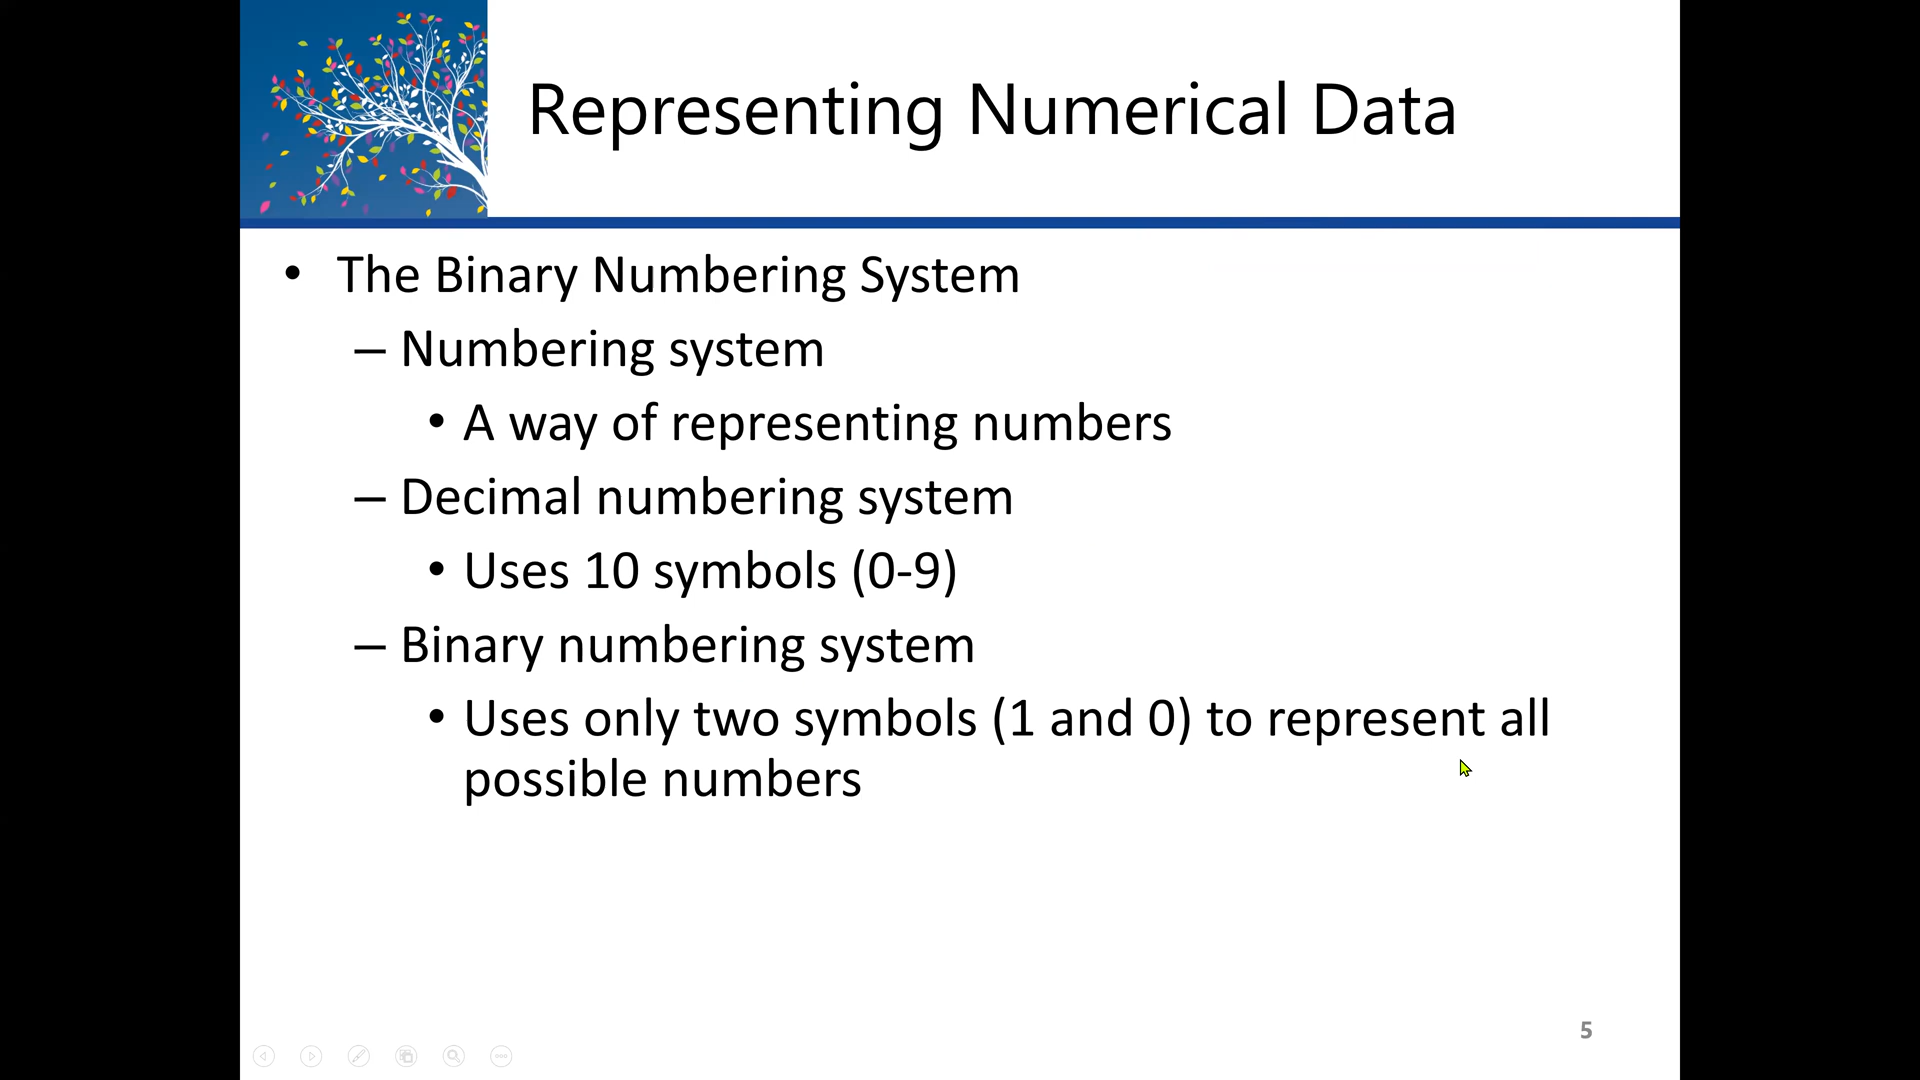 Representing Numerical Data
• The Binary Numbering System
– Numbering system
• A way of representing numbers
– Decimal numbering system
• Uses 10 symbols (0-9)
– Binary numbering system
• Uses only two symbols (1 and 0) to represent all
possible numbers
5